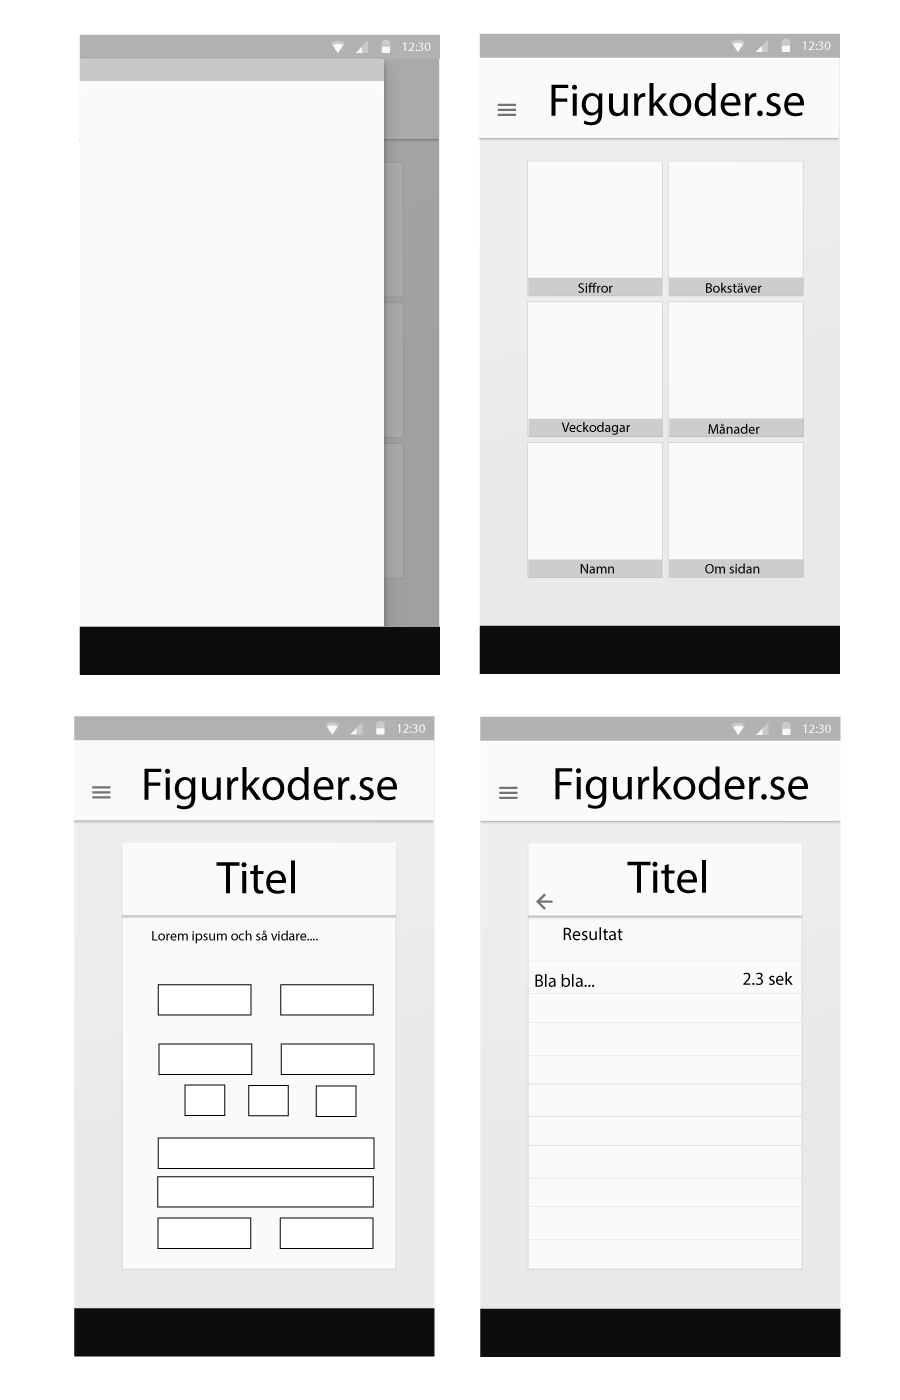 12:30
12:30
Figurkoder.se
Siffror
Bokstäver
Veckodagar
Månader
Namn
Om sidan
12:30
Figurkoder.se
Titel
Lorem ipsum och så vidare....
12:30
Figurkoder.se
Titel
Resultat
Bla bla... 2.3 sek